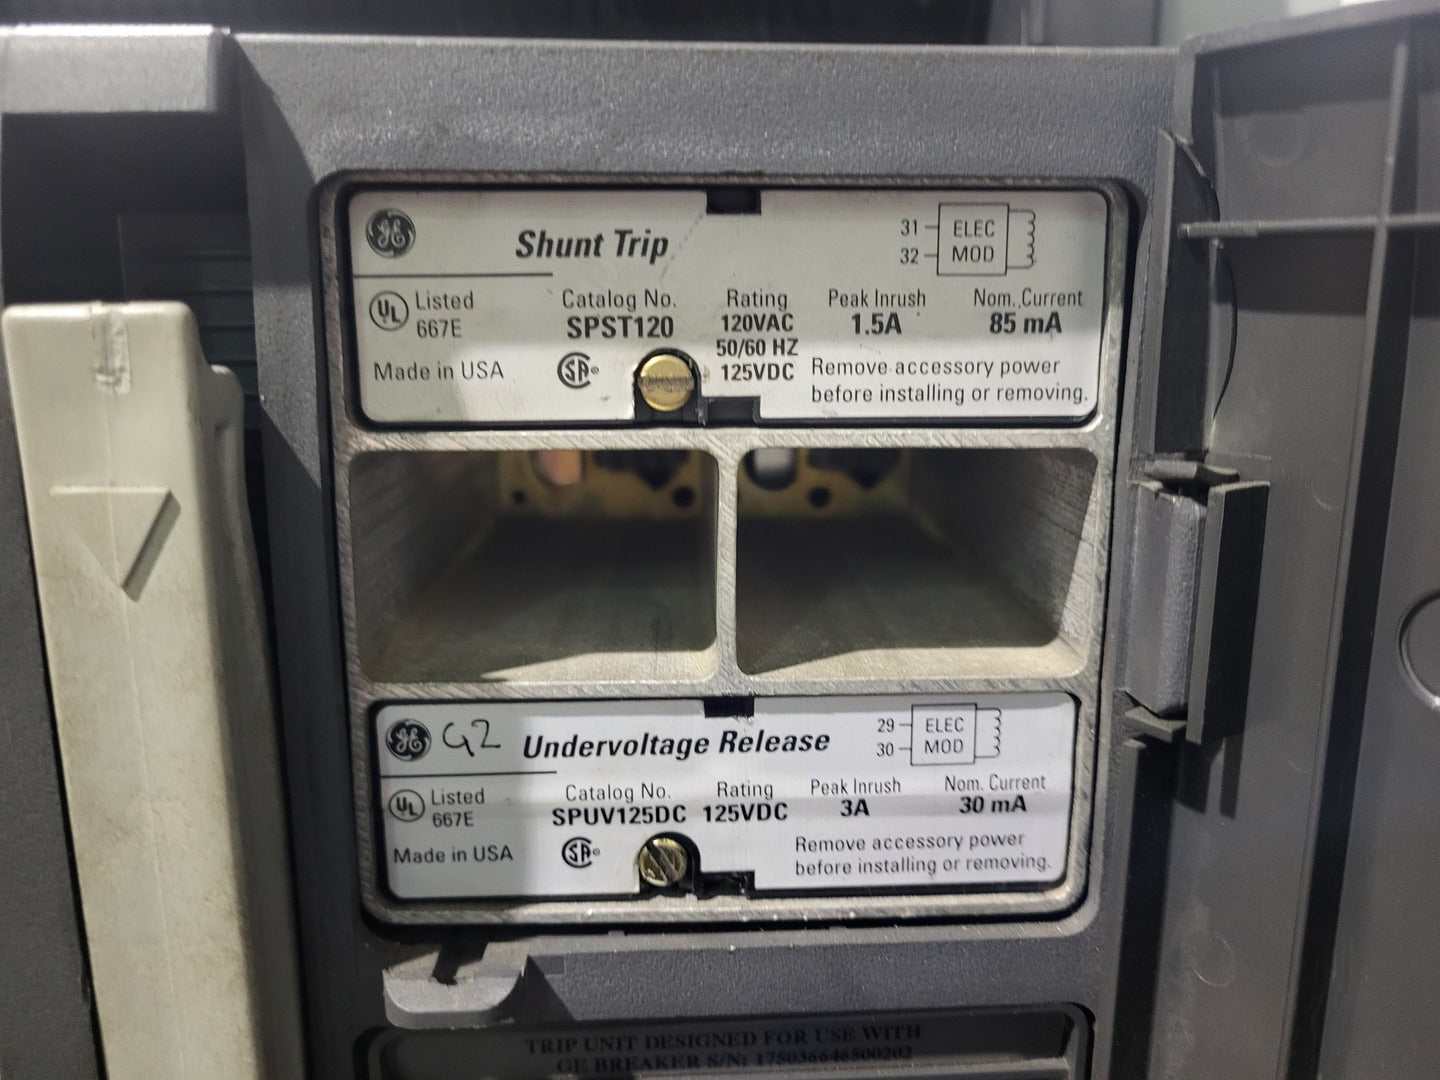 GE
Shunt Trip
31
32
ELEC
MOD
UL Listed
667E
Made in USA
Catalog No.
SPST120
SA
Rating
120VAC
50/60 HZ
125VDC
Peak Inrush
1.5A
Nom. Current
85 mA
Remove accessory power
before installing or removing.
GE G2
Undervoltage Release
29
30
ELEC
MOD
UL Listed
667E
Made in USA
Catalog No.
SPUV125DC
SA
Rating
125VDC
Peak Inrush
3A
Nom. Current
30 mA
Remove accessory power
before installing or removing.
TRIP UNIT DESIGNED FOR USE WITH
GE BREAKER S/N: 175036646500202